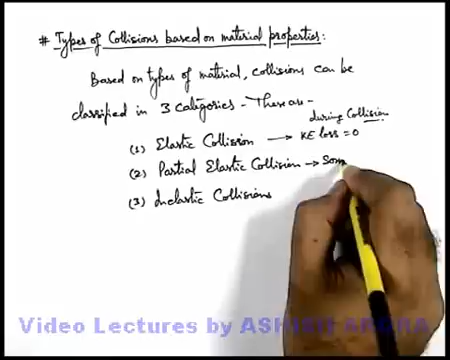 # Types of Collisions based on material properties:
Based on types of material, collisions can be
classified in 3 categories - These are -
during Collision
(1) Elastic Collission → KE loss = 0
(2) Partial Elastic Collision → Som
(3) Inelastic Collisions
Video Lectures by ASHISH ARORA